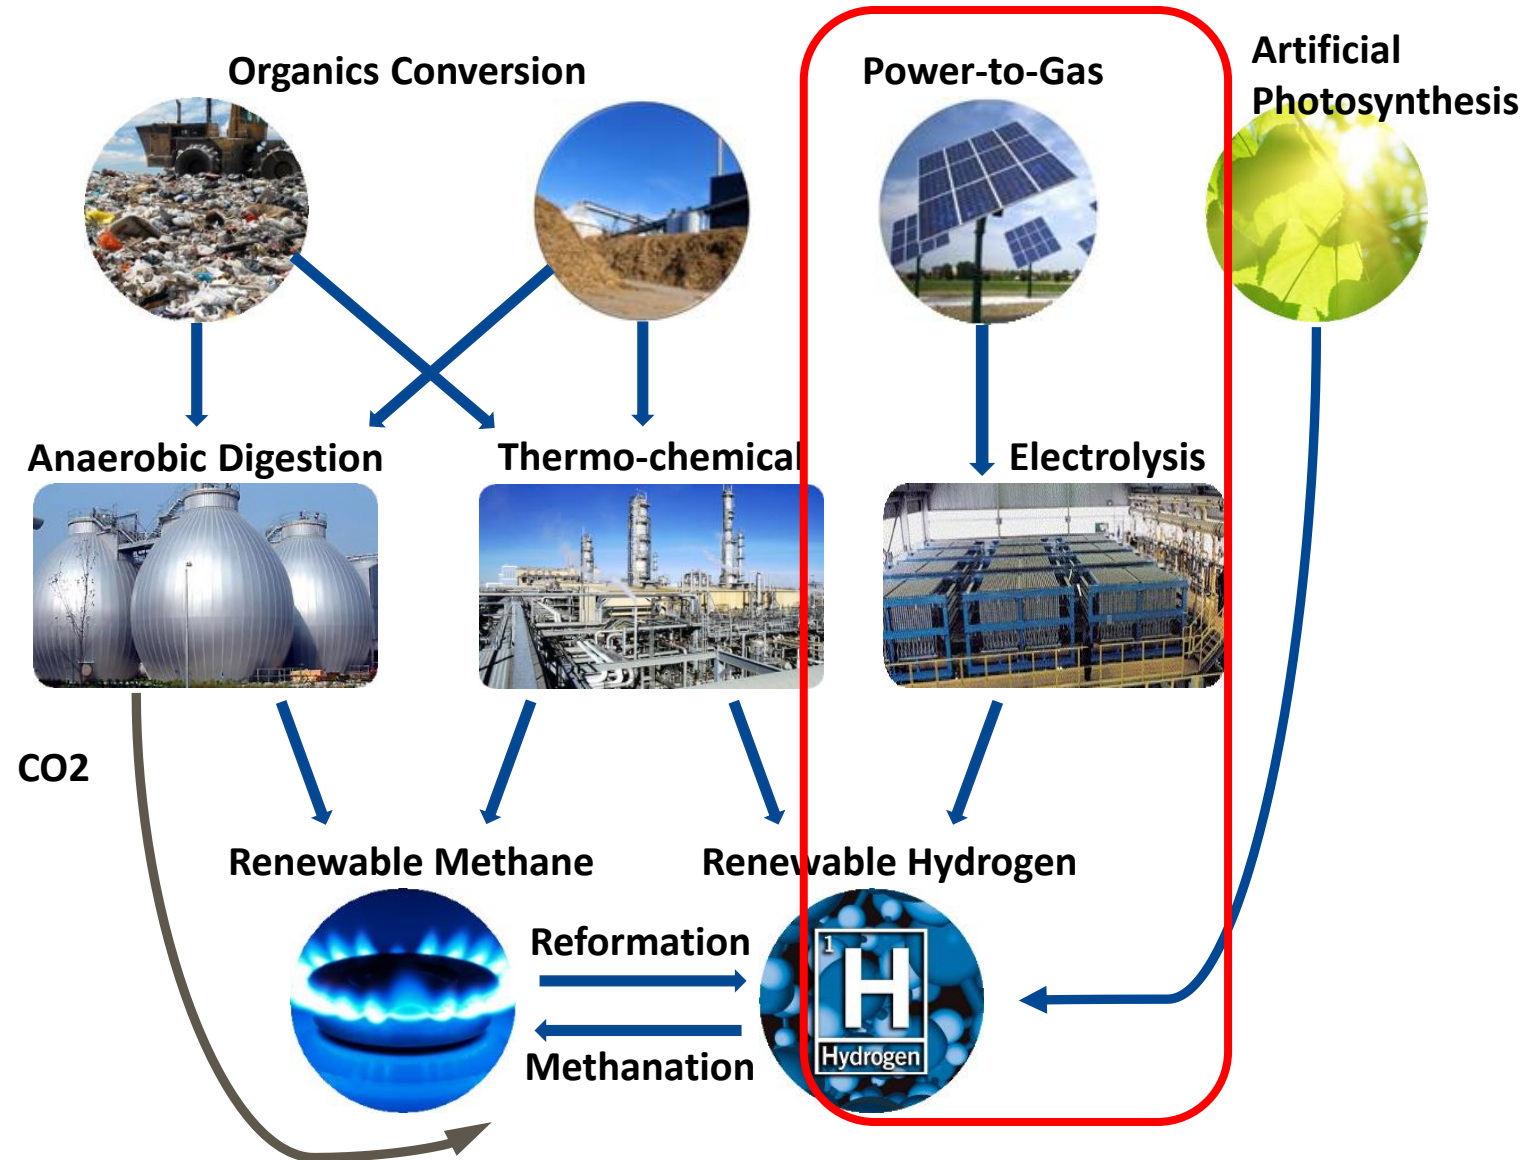 Organics Conversion
Power-to-Gas
Artificial
Photosynthesis
Anaerobic Digestion
Thermo-chemical
Electrolysis
CO2
Renewable Methane
Renewable Hydrogen
Reformation
Methanation
1
H
Hydrogen